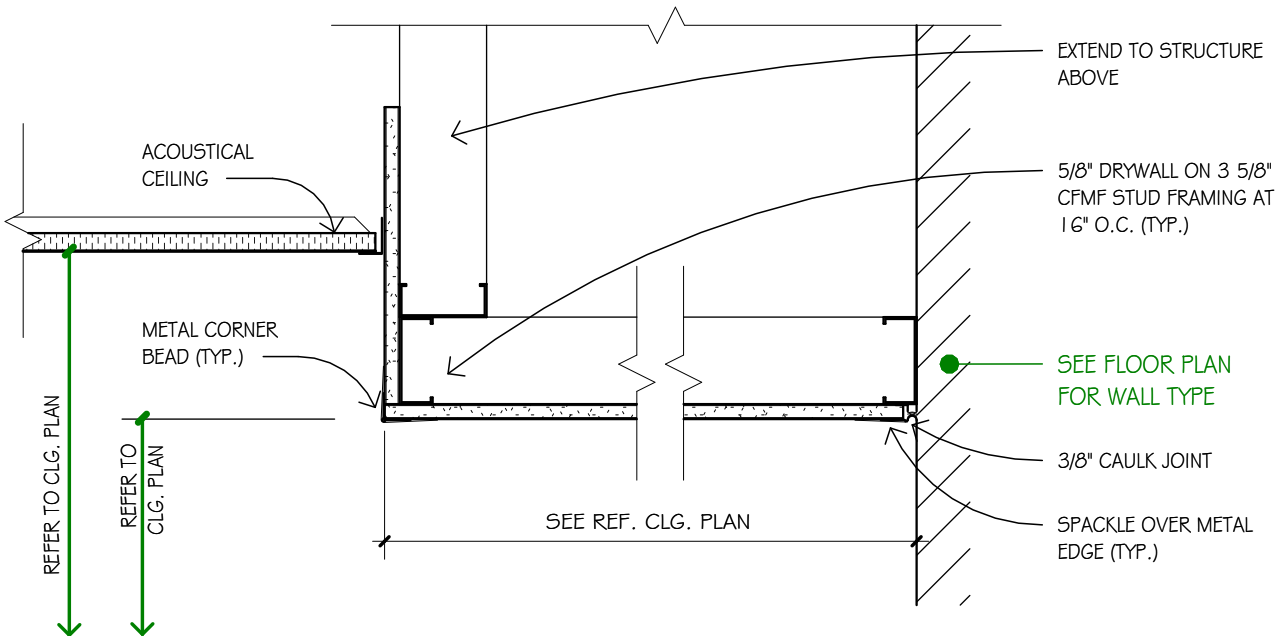 EXTEND TO STRUCTURE
ABOVE
ACOUSTICAL
CEILING
5/8" DRYWALL ON 3 5/8"
CFMF STUD FRAMING AT
16" O.C. (TYP.)
METAL CORNER
BEAD (TYP.)
SEE FLOOR PLAN
FOR WALL TYPE
REFER TO CLG. PLAN
REFER TO
CLG. PLAN
3/8" CAULK JOINT
SEE REF. CLG. PLAN
SPACKLE OVER METAL
EDGE (TYP.)